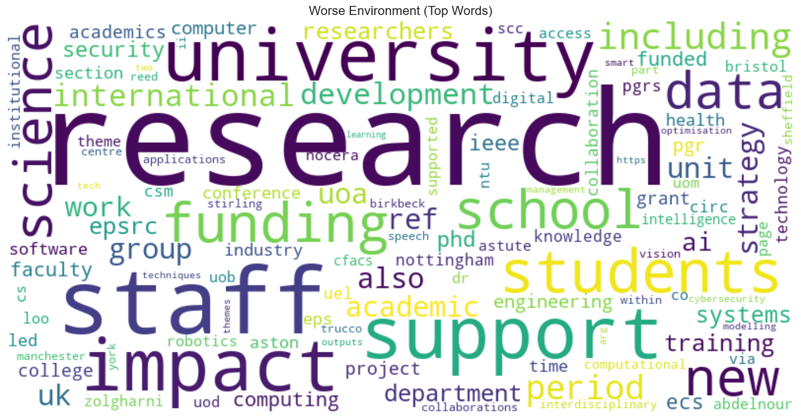 Worse Environment (Top Words)
academics computer researchers scc access including
institutional science security university smart funded bristol
section ii two reed part
international development digital pgrs data sheffield
theme research ieee collaboration health optimisation
centre applications nocera learning supported pgr strategy technology
csm conference ntu https unit
work stirling cfacs uoa birkbeck ref school uom grant circ
epsrc funding speech phd management intelligence page
software group industry also astute knowledge ai
faculty techniques nottingham vision students
cs uob staff uel dr engineering within co cybersecurity
loo themes eps academic systems
led robotics trucco support computational modelling
manchester york aston outputs arg training
college impact project time via new
uk zolgharni uod computing department period ecs abdelnour
collaborations interdisciplinary
tech